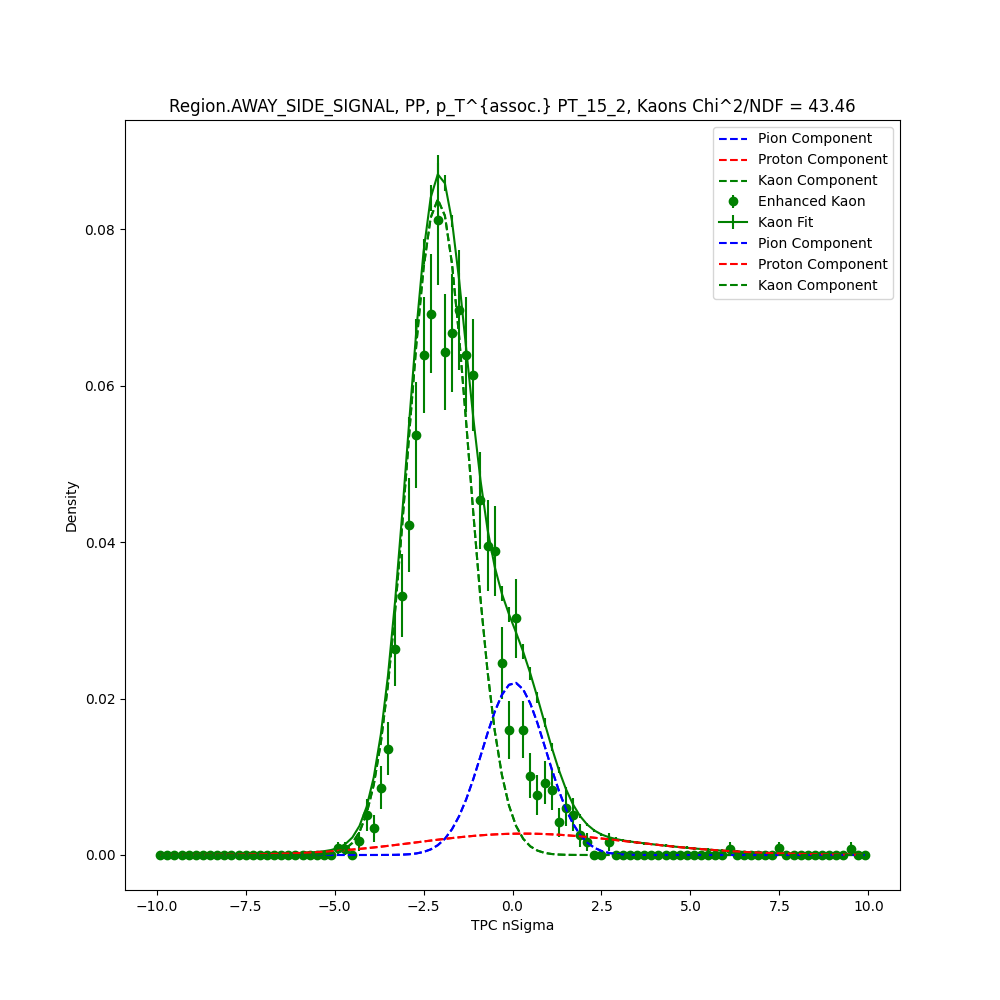 Region.AWAY_SIDE_SIGNAL, PP, p_T^{assoc.} PT_15_2, Kaons Chi^2/NDF = 43.46
Pion Component
Proton Component
Kaon Component
Enhanced Kaon
Kaon Fit
Pion Component
Proton Component
Kaon Component
Density
0.08
0.06
0.04
0.02
0.00
−10.0 −7.5 −5.0 −2.5 0.0 2.5 5.0 7.5 10.0
TPC nSigma